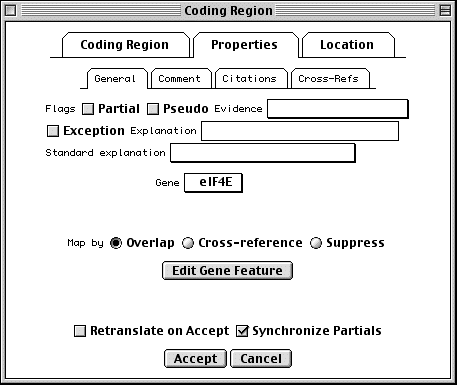 Coding Region
Coding Region Properties Location
General Comment Citations Cross-Refs
Flags Partial Pseudo Evidence
Exception Explanation
Standard explanation
Gene eIF4E
Map by Overlap Cross-reference Suppress
Edit Gene Feature
Retranslate on Accept Synchronize Partials
Accept Cancel